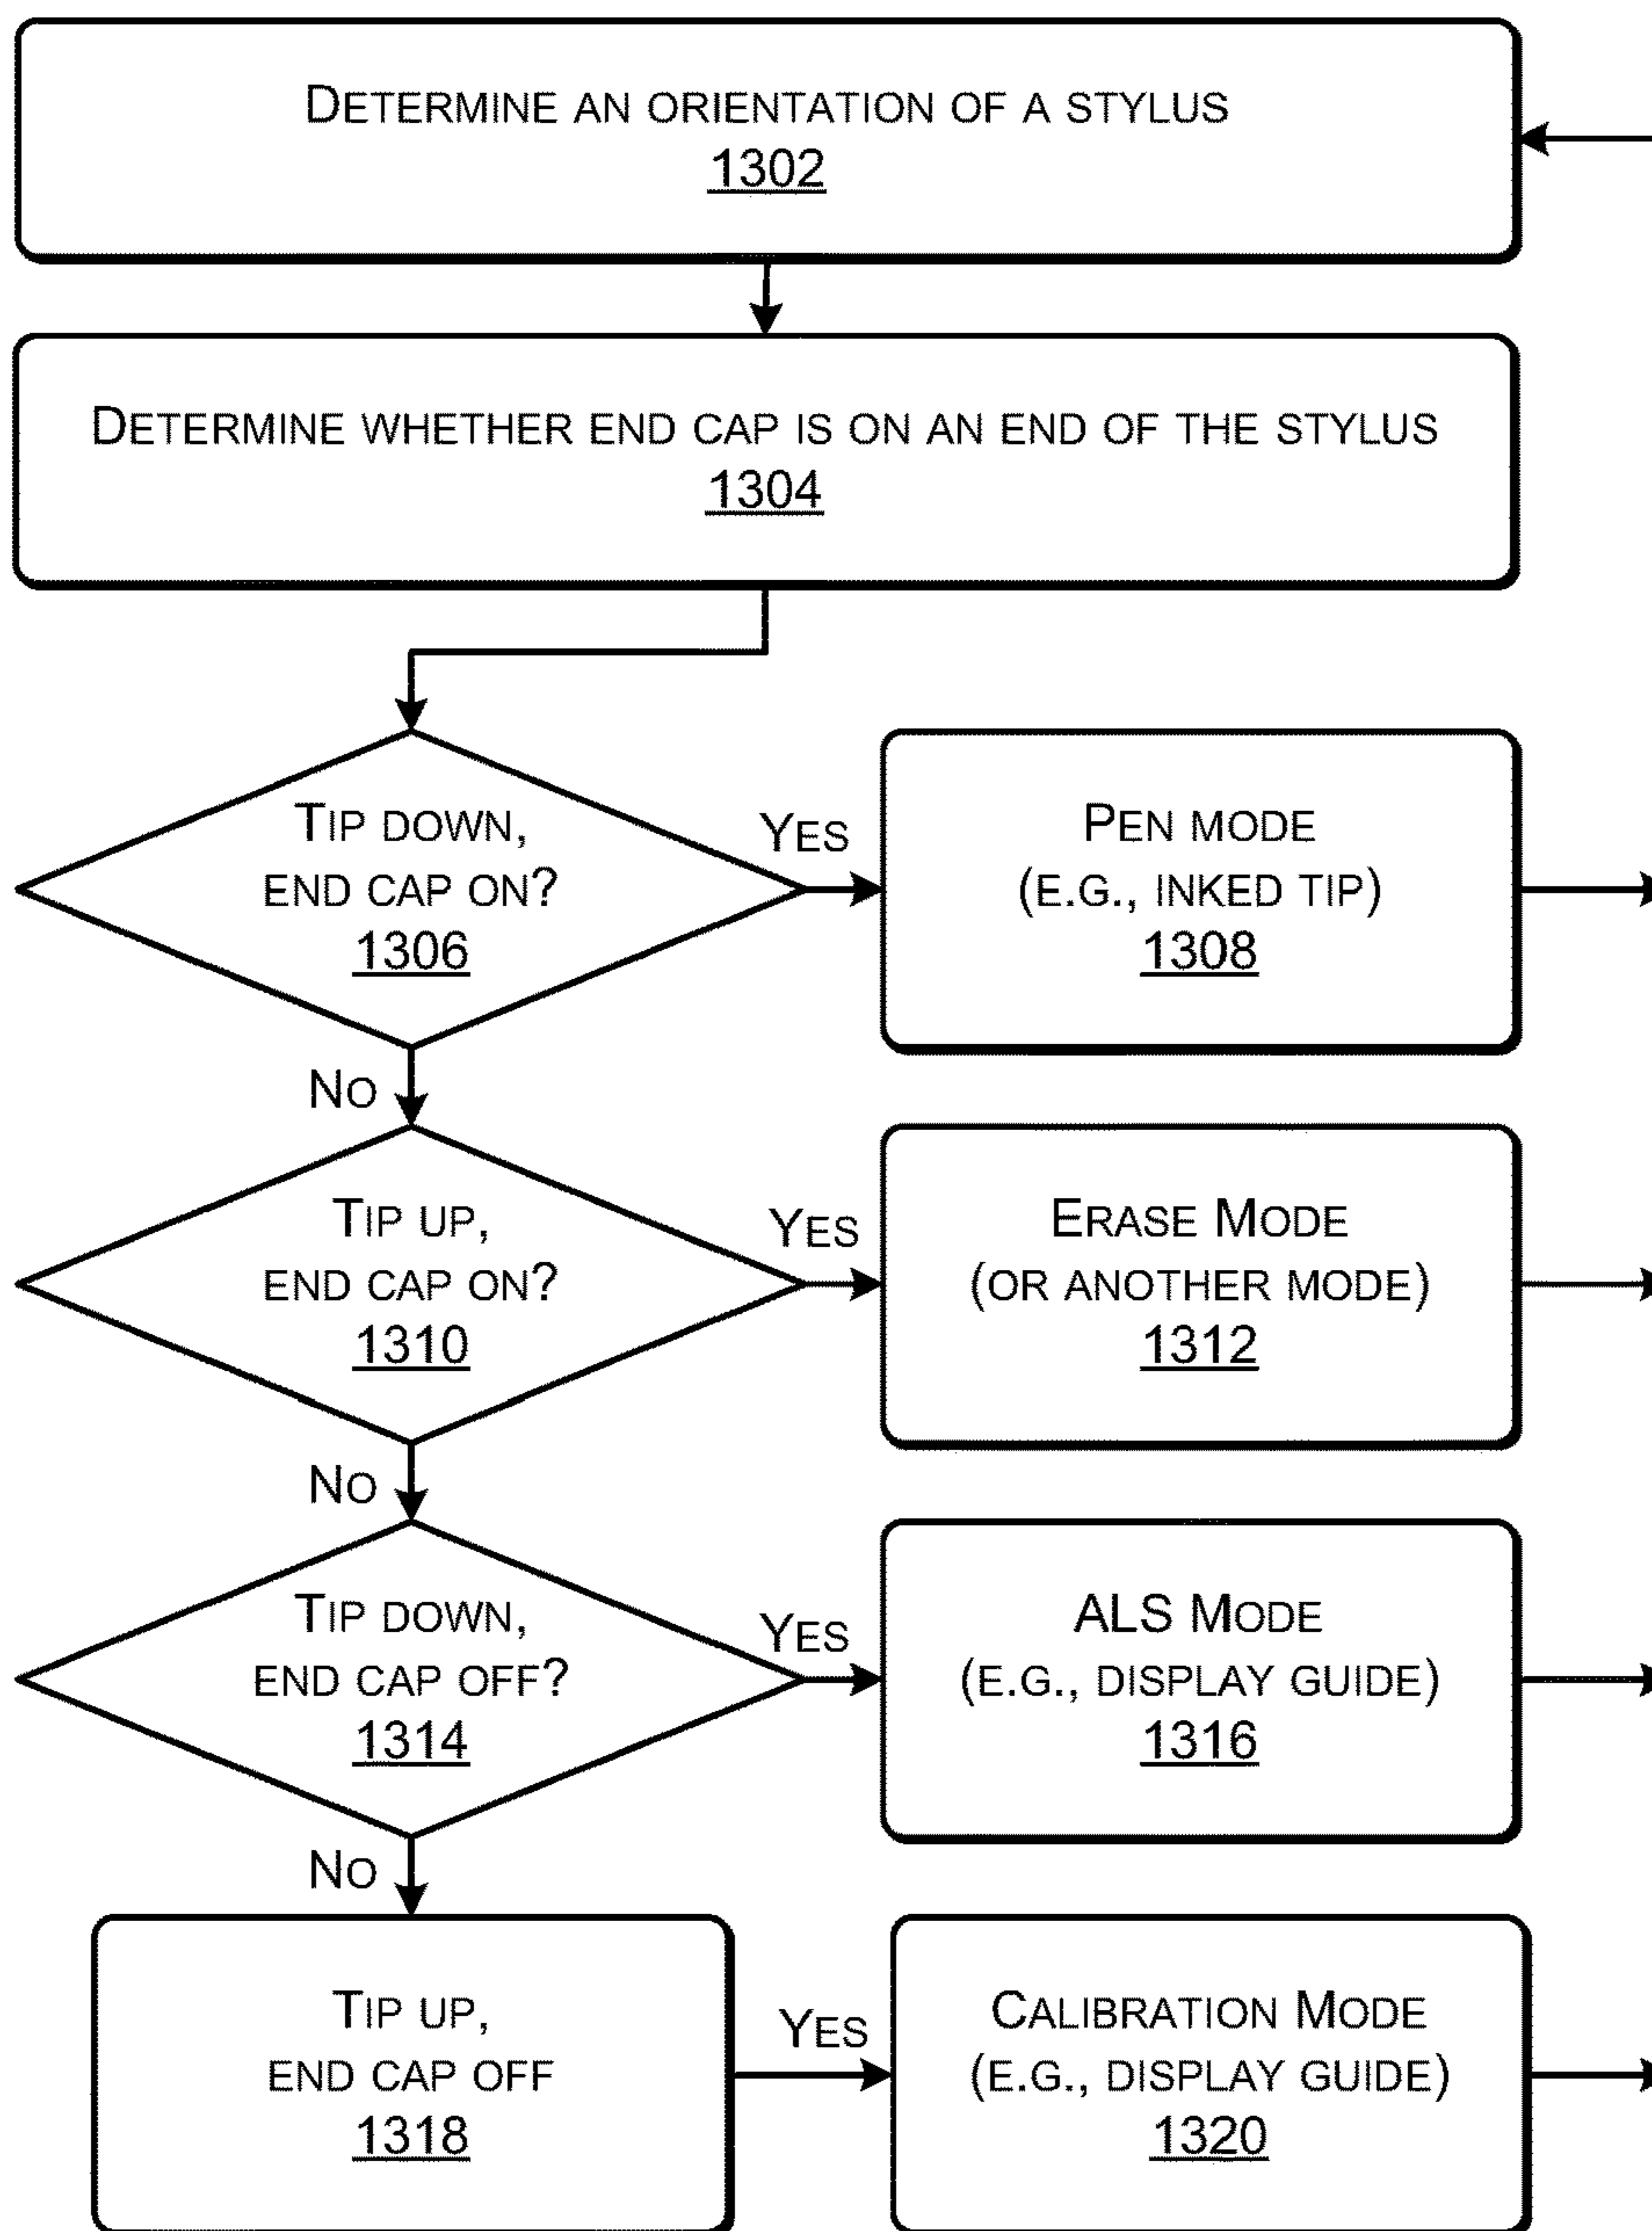 DETERMINE AN ORIENTATION OF A STYLUS
1302
DETERMINE WHETHER END CAP IS ON AN END OF THE STYLUS
1304
TIP DOWN,
END CAP ON?
1306
YES
PEN MODE
(E.G., INKED TIP)
1308
NO
TIP UP,
END CAP ON?
1310
YES
ERASE MODE
(OR ANOTHER MODE)
1312
NO
TIP DOWN,
END CAP OFF?
1314
YES
ALS MODE
(E.G., DISPLAY GUIDE)
1316
NO
TIP UP,
END CAP OFF
1318
YES
CALIBRATION MODE
(E.G., DISPLAY GUIDE)
1320